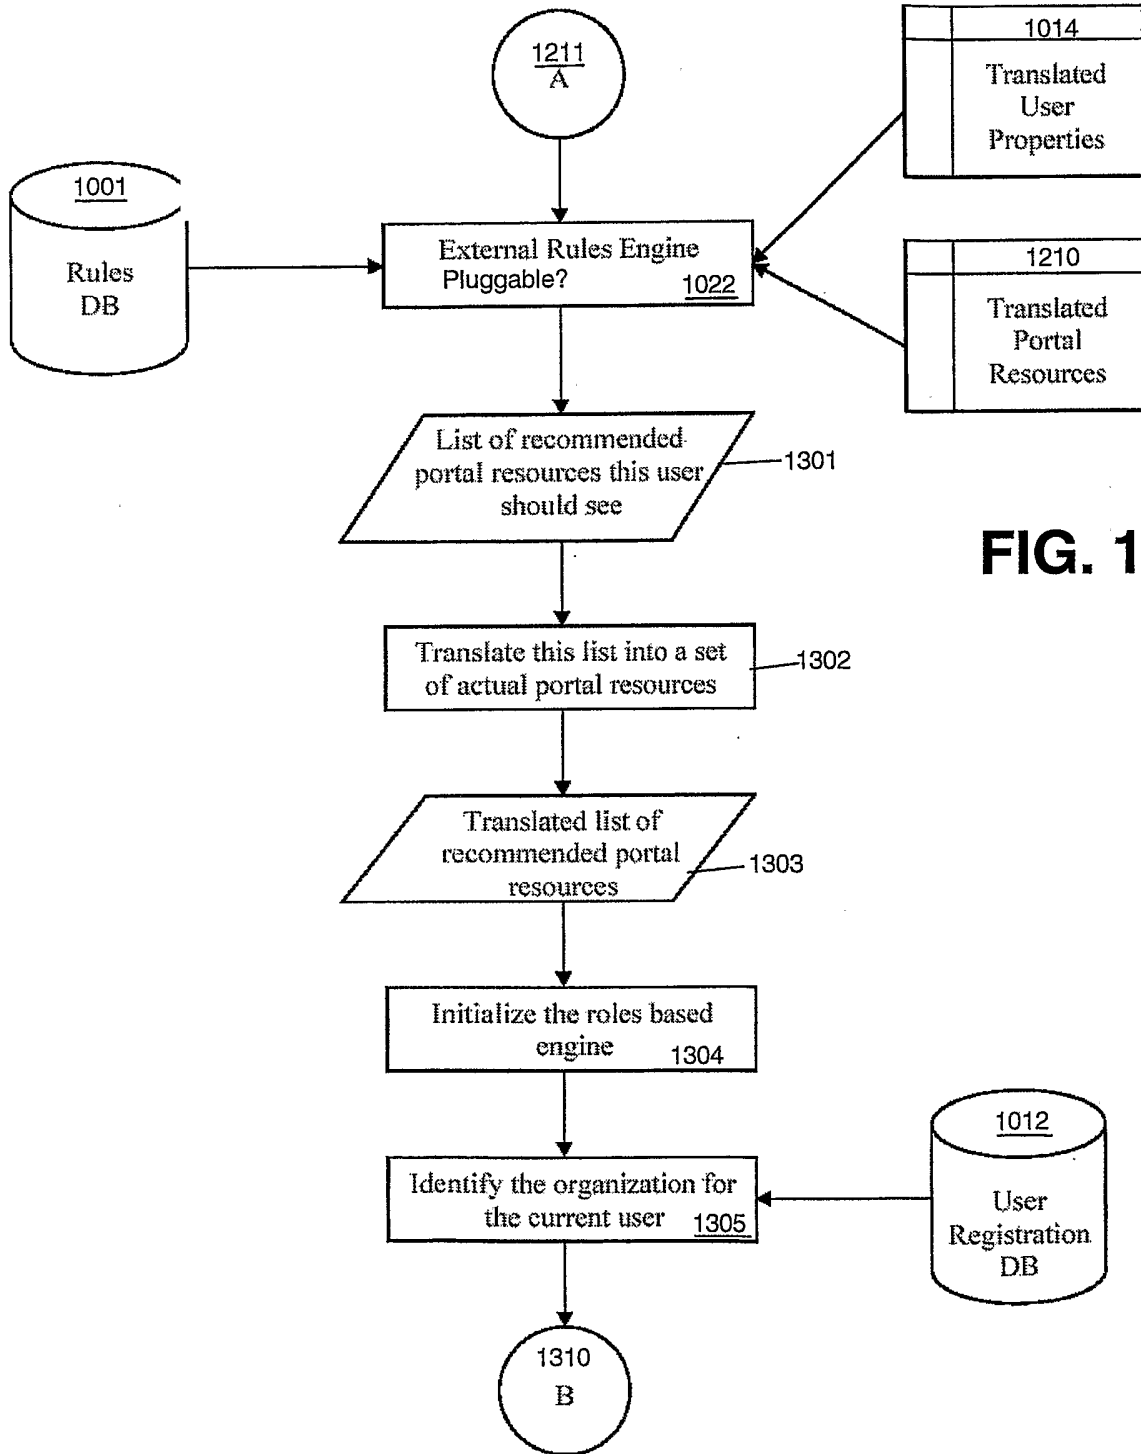 1211
A
1014
Translated
User
Properties
1001
Rules
DB
External Rules Engine
Pluggable?
1022
1210
Translated
Portal
Resources
List of recommended
portal resources this user
should see
1301
FIG. 1
Translate this list into a set
of actual portal resources
1302
Translated list of
recommended portal
resources
1303
Initialize the roles based
engine
1304
Identify the organization for
the current user
1305
1012
User
Registration
DB
1310
B